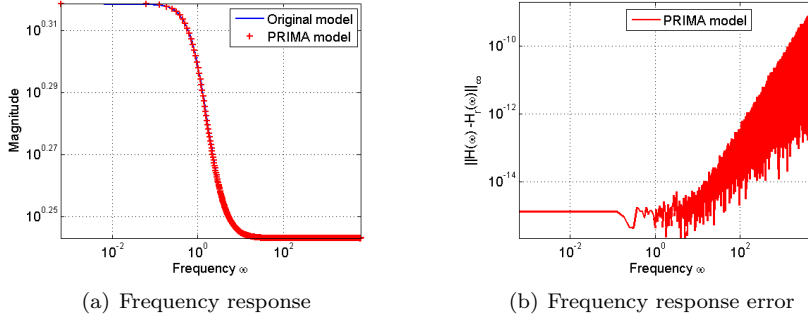 10^0.31
10^0.29
10^0.27
10^0.25
Magnitude
Original model
PRIMA model
10^-2
10^0
10^2
Frequency ∞
(a) Frequency response
10^-10
10^-12
10^-14
||H(∞) -H_r(∞)||_∞
PRIMA model
10^-2
10^0
10^2
Frequency ∞
(b) Frequency response error